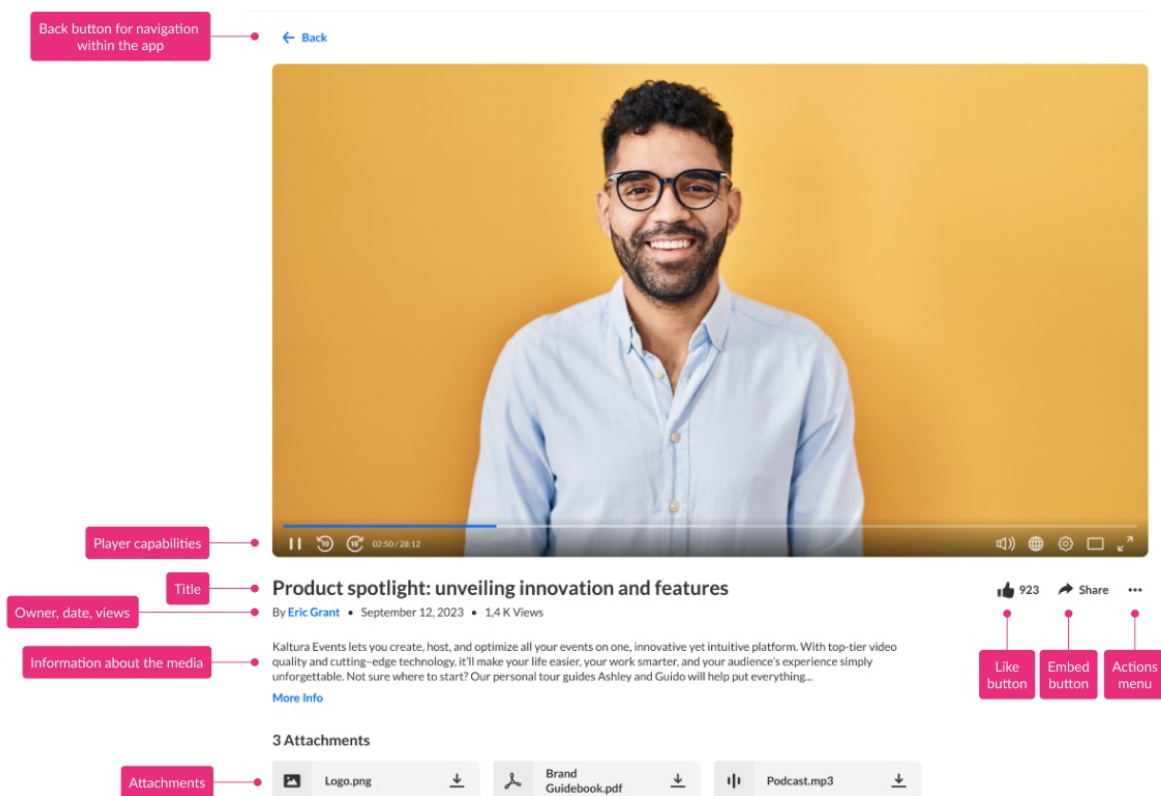 Back button for navigation
within the app
Back
10
10
02:50 / 28:12
Player capabilities
Title
Product spotlight: unveiling innovation and features
923
Share
Owner, date, views
By Eric Grant • September 12, 2023 • 1,4 K Views
Information about the media
Kaltura Events lets you create, host, and optimize all your events on one, innovative yet intuitive platform. With top-tier video
quality and cutting-edge technology, it'll make your life easier, your work smarter, and your audience's experience simply
unforgettable. Not sure where to start? Our personal tour guides Ashley and Guido will help put everything...
More Info
Like
button
Embed
button
Actions
menu
3 Attachments
Attachments
Logo.png
Brand
Guidebook.pdf
Podcast.mp3